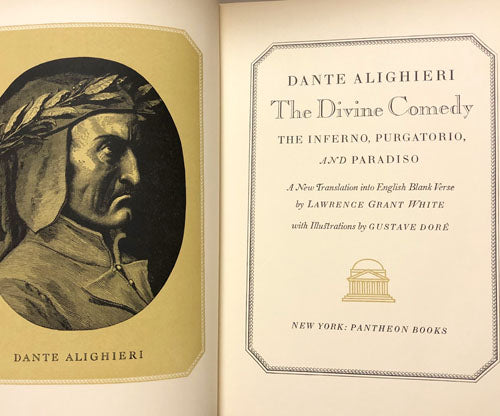 DANTE ALIGHIERI
DANTE ALIGHIERI
The Divine Comedy
THE INFERNO, PURGATORIO,
AND PARADISO
A New Translation into English Blank Verse
by LAWRENCE GRANT WHITE
with Illustrations by GUSTAVE DORÉ
NEW YORK: PANTHEON BOOKS